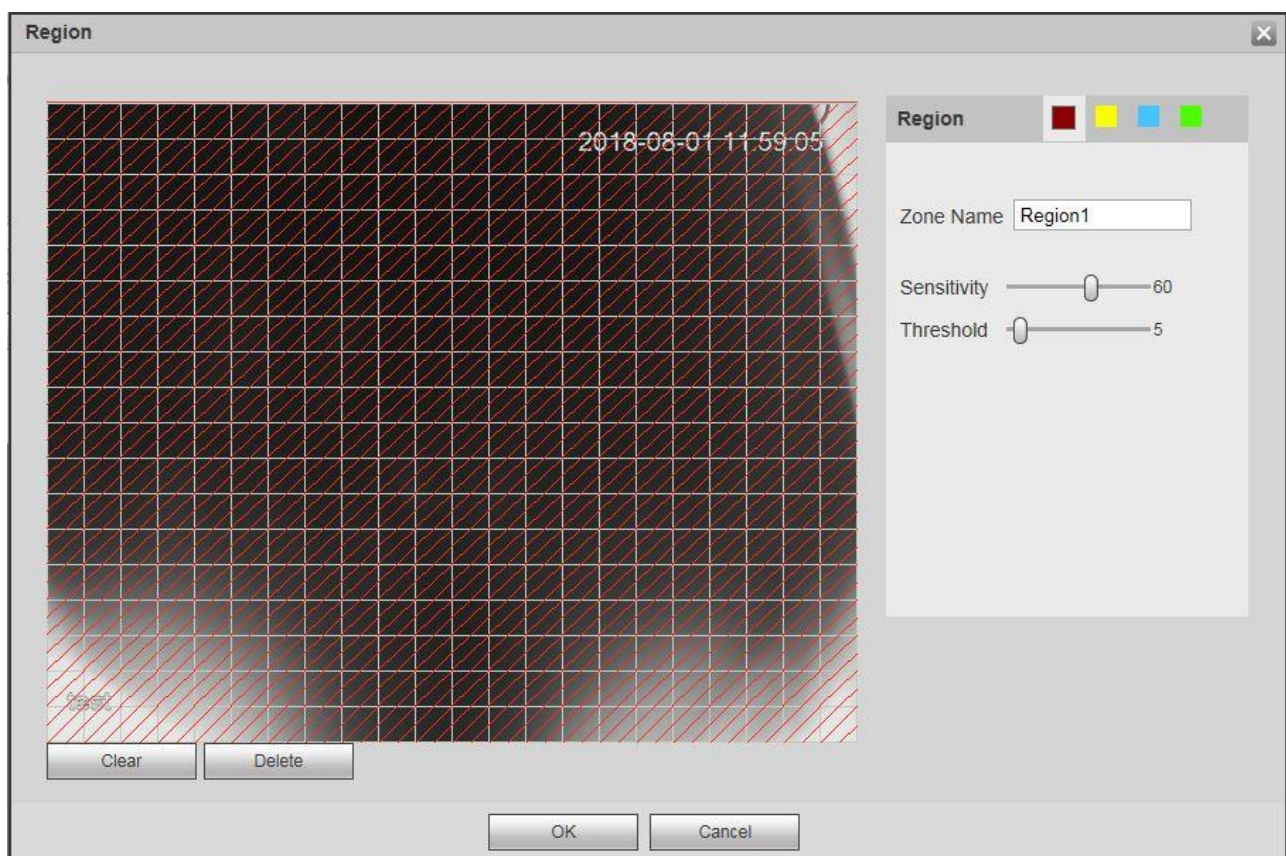 Region
2018-08-01 11:59:05
Region
Zone Name Region1
Sensitivity 60
Threshold 5
test
Clear Delete
OK Cancel